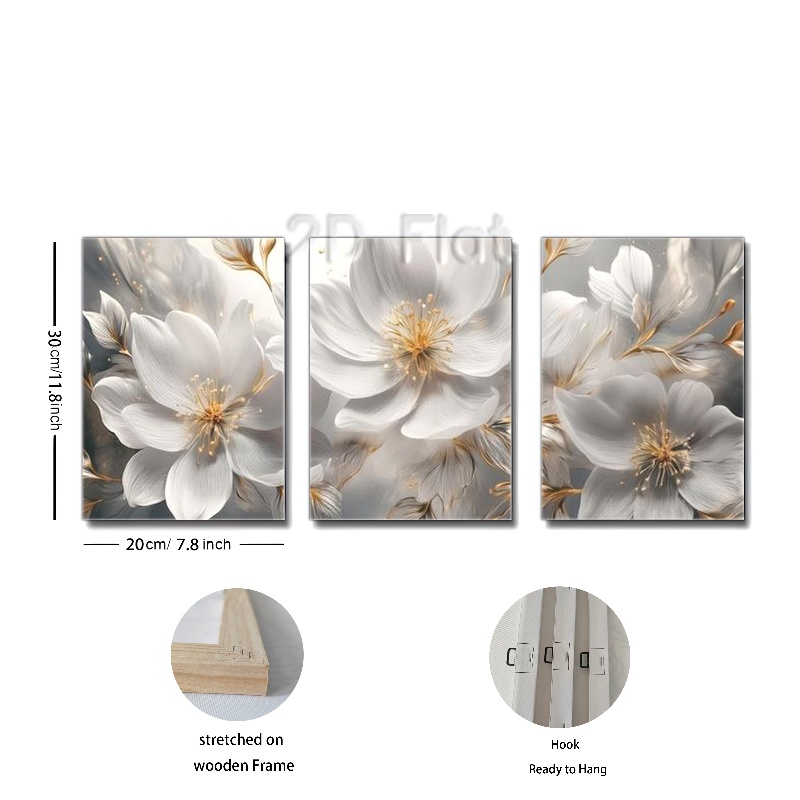 2D Flat
30cm/11.8inch
20cm/ 7.8 inch
stretched on
wooden Frame
Hook
Ready to Hang